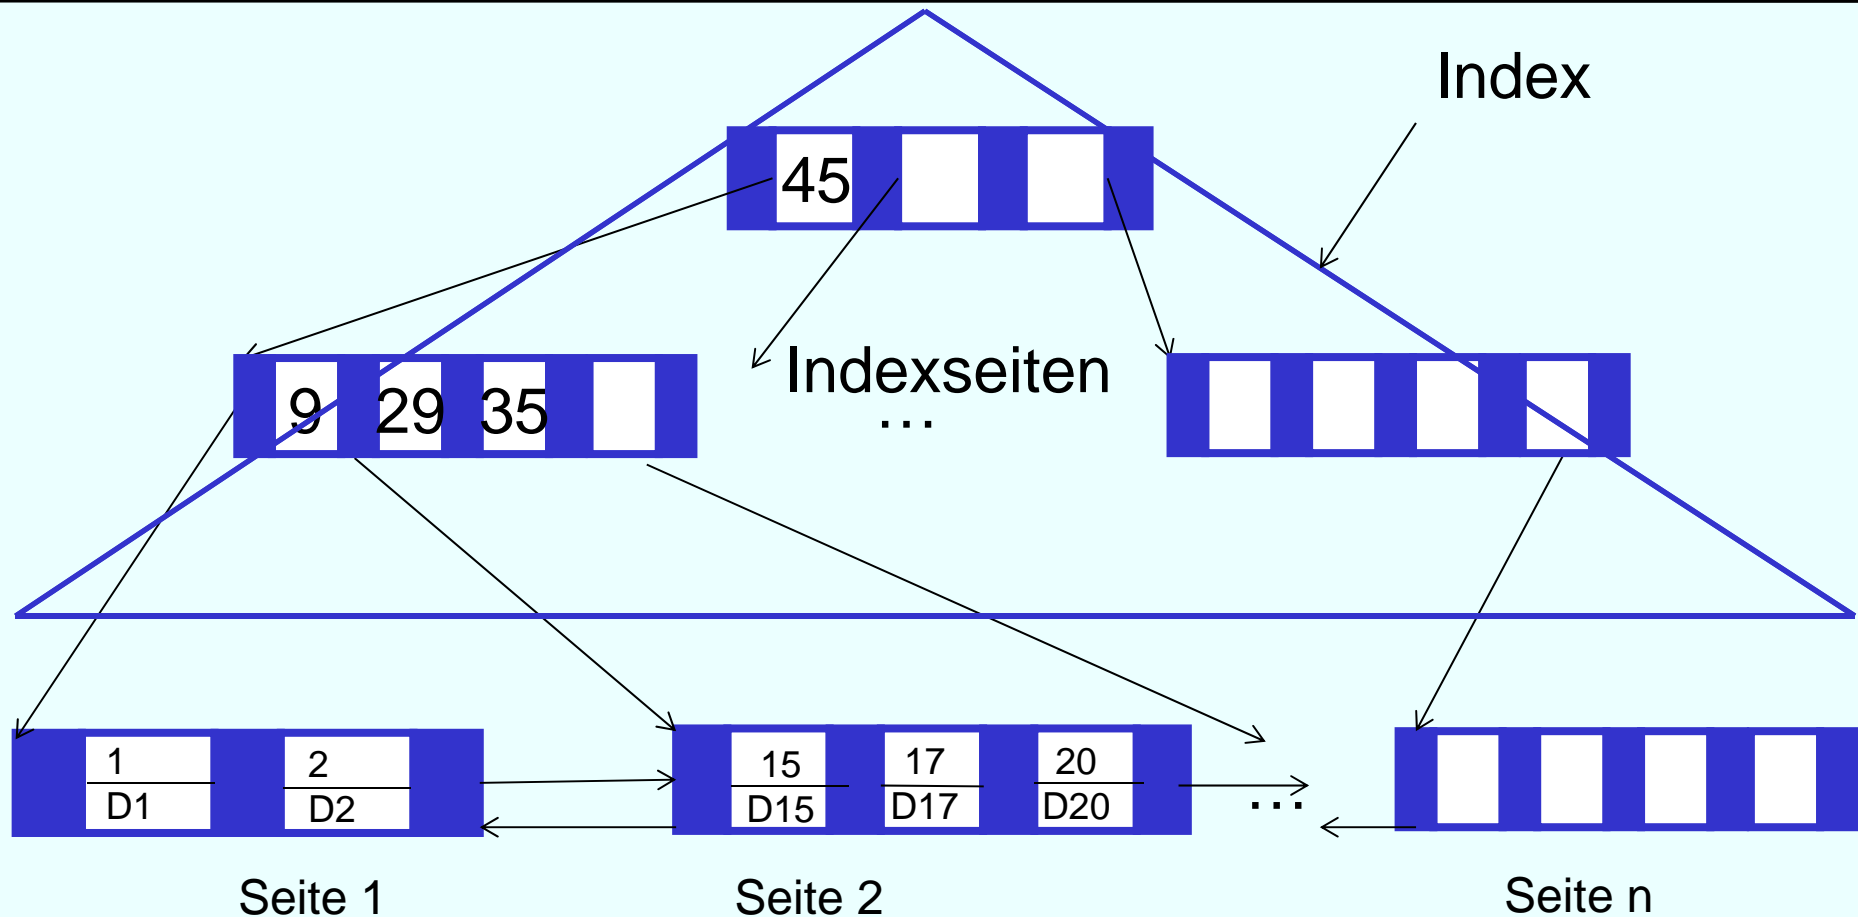 Index
45
Indexseiten
...
9 29 35
1
D1
2
D2
15
D15
17
D17
20
D20
...
Seite 1
Seite 2
Seite n